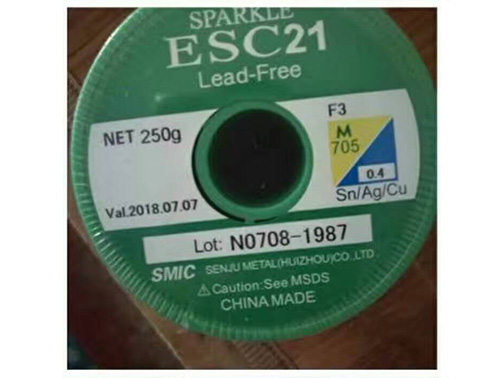 SPARKLE
ESC21
Lead-Free
F3
NET 250g
M
705
0.4
Sn/Ag/Cu
Val.2018.07.07
Lot: N0708-1987
SMIC SENJU METAL(HUIZHOU)CO.,LTD.
⚠Caution:See MSDS
CHINA MADE